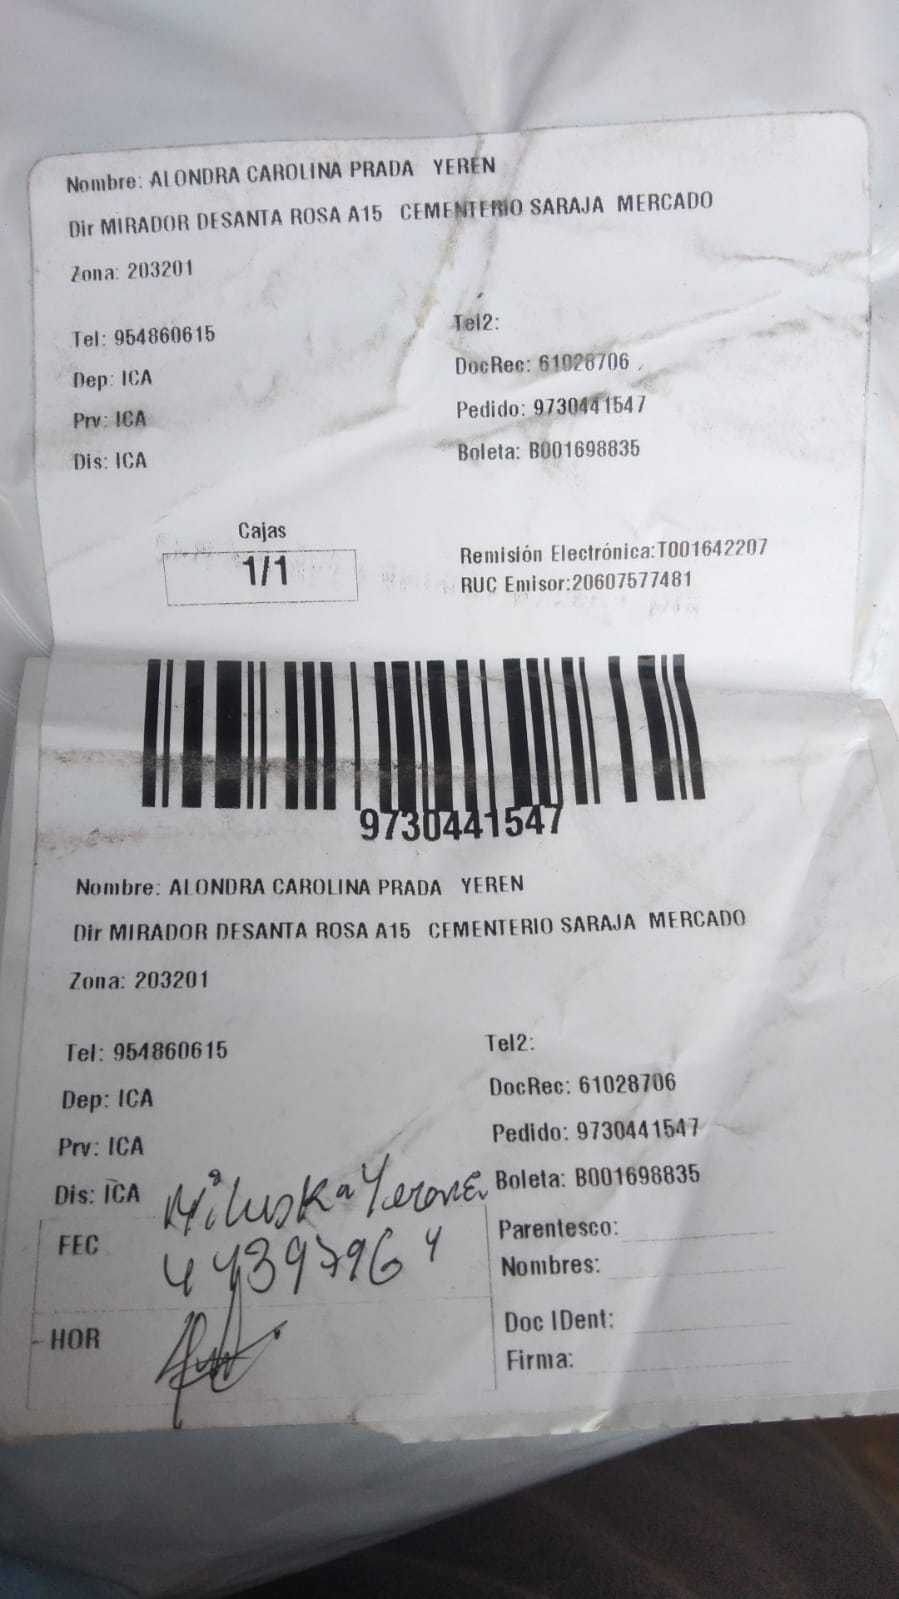 Nombre: ALONDRA CAROLINA PRADA YEREN
Dir MIRADOR DESANTA ROSA A15 CEMENTERIO SARAJA MERCADO
Zona: 203201
Tel: 954860615 Tel2:
Dep: ICA DocRec: 61028706
Prv: ICA Pedido: 9730441547
Dis: ICA Boleta: B001698835
Cajas
1/1
Remisión Electrónica:T001642207
RUC Emisor:20607577481
9730441547
Nombre: ALONDRA CAROLINA PRADA YEREN
Dir MIRADOR DESANTA ROSA A15 CEMENTERIO SARAJA MERCADO
Zona: 203201
Tel: 954860615 Tel2:
Dep: ICA DocRec: 61028706
Prv: ICA Pedido: 9730441547
Dis: ICA Boleta: B001698835
Miluska
FEC 44397964 Parentesco:
Nombres:
HOR Doc IDent:
Firma: